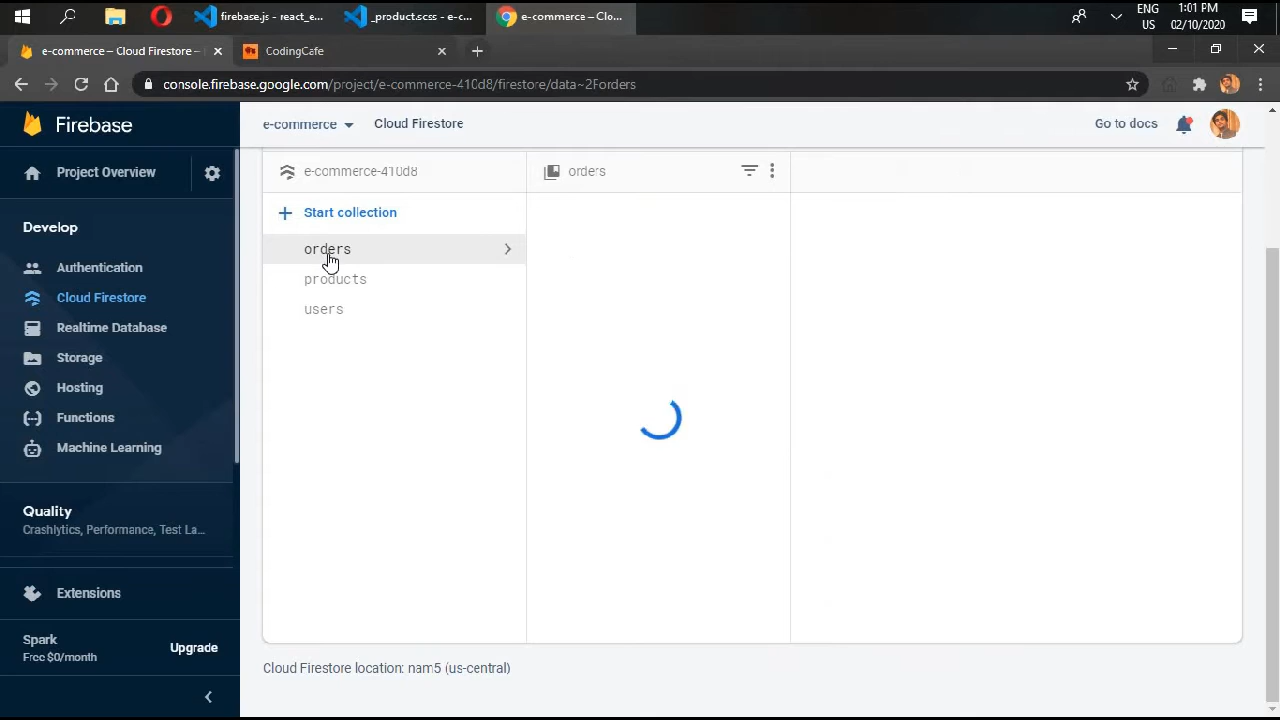 firebase.js - react_e...
_product.scss - e-c...
e-commerce – Clo...
ENG
US
1:01 PM
02/10/2020
e-commerce – Cloud Firestore –
CodingCafe
console.firebase.google.com/project/e-commerce-410d8/firestore/data~2Forders
Firebase
e-commerce
Cloud Firestore
Go to docs
Project Overview
e-commerce-410d8
orders
Start collection
orders
products
users
Develop
Authentication
Cloud Firestore
Realtime Database
Storage
Hosting
Functions
Machine Learning
Quality
Crashlytics, Performance, Test La...
Extensions
Spark
Free $0/month
Upgrade
Cloud Firestore location: nam5 (us-central)